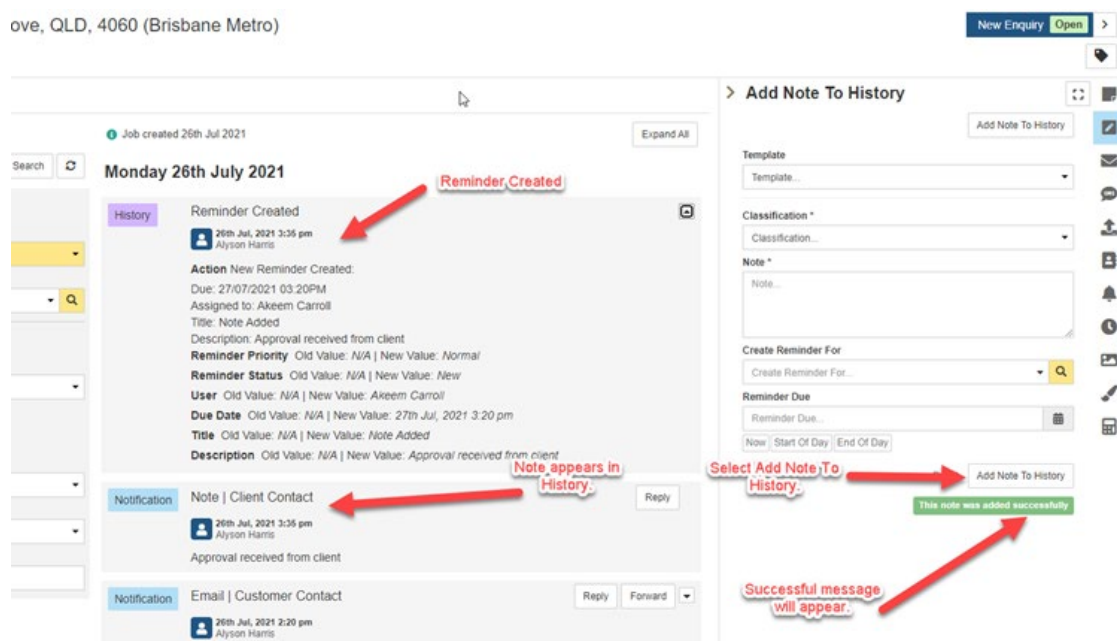 ove, QLD, 4060 (Brisbane Metro)
New Enquiry Open
Job created 26th Jul 2021
Expand All
Search
Monday 26th July 2021
Reminder Created
History
Reminder Created
26th Jul, 2021 3:35 pm
Alyson Harris
Action New Reminder Created:
Due: 27/07/2021 03:20PM
Assigned to: Akeem Carroll
Title: Note Added
Description: Approval received from client
Reminder Priority Old Value: N/A | New Value: Normal
Reminder Status Old Value: N/A | New Value: New
User Old Value: N/A | New Value: Akeem Carroll
Due Date Old Value: N/A | New Value: 27th Jul, 2021 3:20 pm
Title Old Value: N/A | New Value: Note Added
Description Old Value: N/A | New Value: Approval received from client
Note appears in
History.
Notification
Note | Client Contact
Reply
26th Jul, 2021 3:35 pm
Alyson Harris
Approval received from client
Notification
Email | Customer Contact
Reply Forward
26th Jul, 2021 2:20 pm
Alyson Harris
Add Note To History
Add Note To History
Template
Template...
Classification *
Classification...
Note *
Note...
Create Reminder For
Create Reminder For...
Reminder Due
Reminder Due...
Now Start Of Day End Of Day
Select Add Note To
History.
Add Note To History
This note was added successfully
Successful message
will appear.